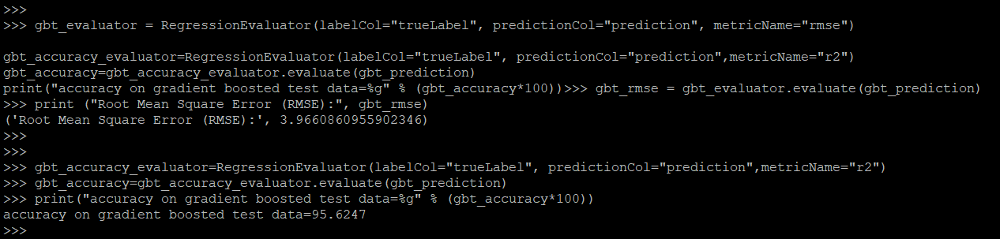 >>>
>>> gbt_evaluator = RegressionEvaluator(labelCol="trueLabel", predictionCol="prediction", metricName="rmse")
gbt_accuracy_evaluator=RegressionEvaluator(labelCol="trueLabel", predictionCol="prediction",metricName="r2")
gbt_accuracy=gbt_accuracy_evaluator.evaluate(gbt_prediction)
print("accuracy on gradient boosted test data=%g" % (gbt_accuracy*100))>>> gbt_rmse = gbt_evaluator.evaluate(gbt_prediction)
>>> print ("Root Mean Square Error (RMSE):", gbt_rmse)
('Root Mean Square Error (RMSE):', 3.9660860955902346)
>>>
>>>
>>> gbt_accuracy_evaluator=RegressionEvaluator(labelCol="trueLabel", predictionCol="prediction",metricName="r2")
>>> gbt_accuracy=gbt_accuracy_evaluator.evaluate(gbt_prediction)
>>> print("accuracy on gradient boosted test data=%g" % (gbt_accuracy*100))
accuracy on gradient boosted test data=95.6247
>>>